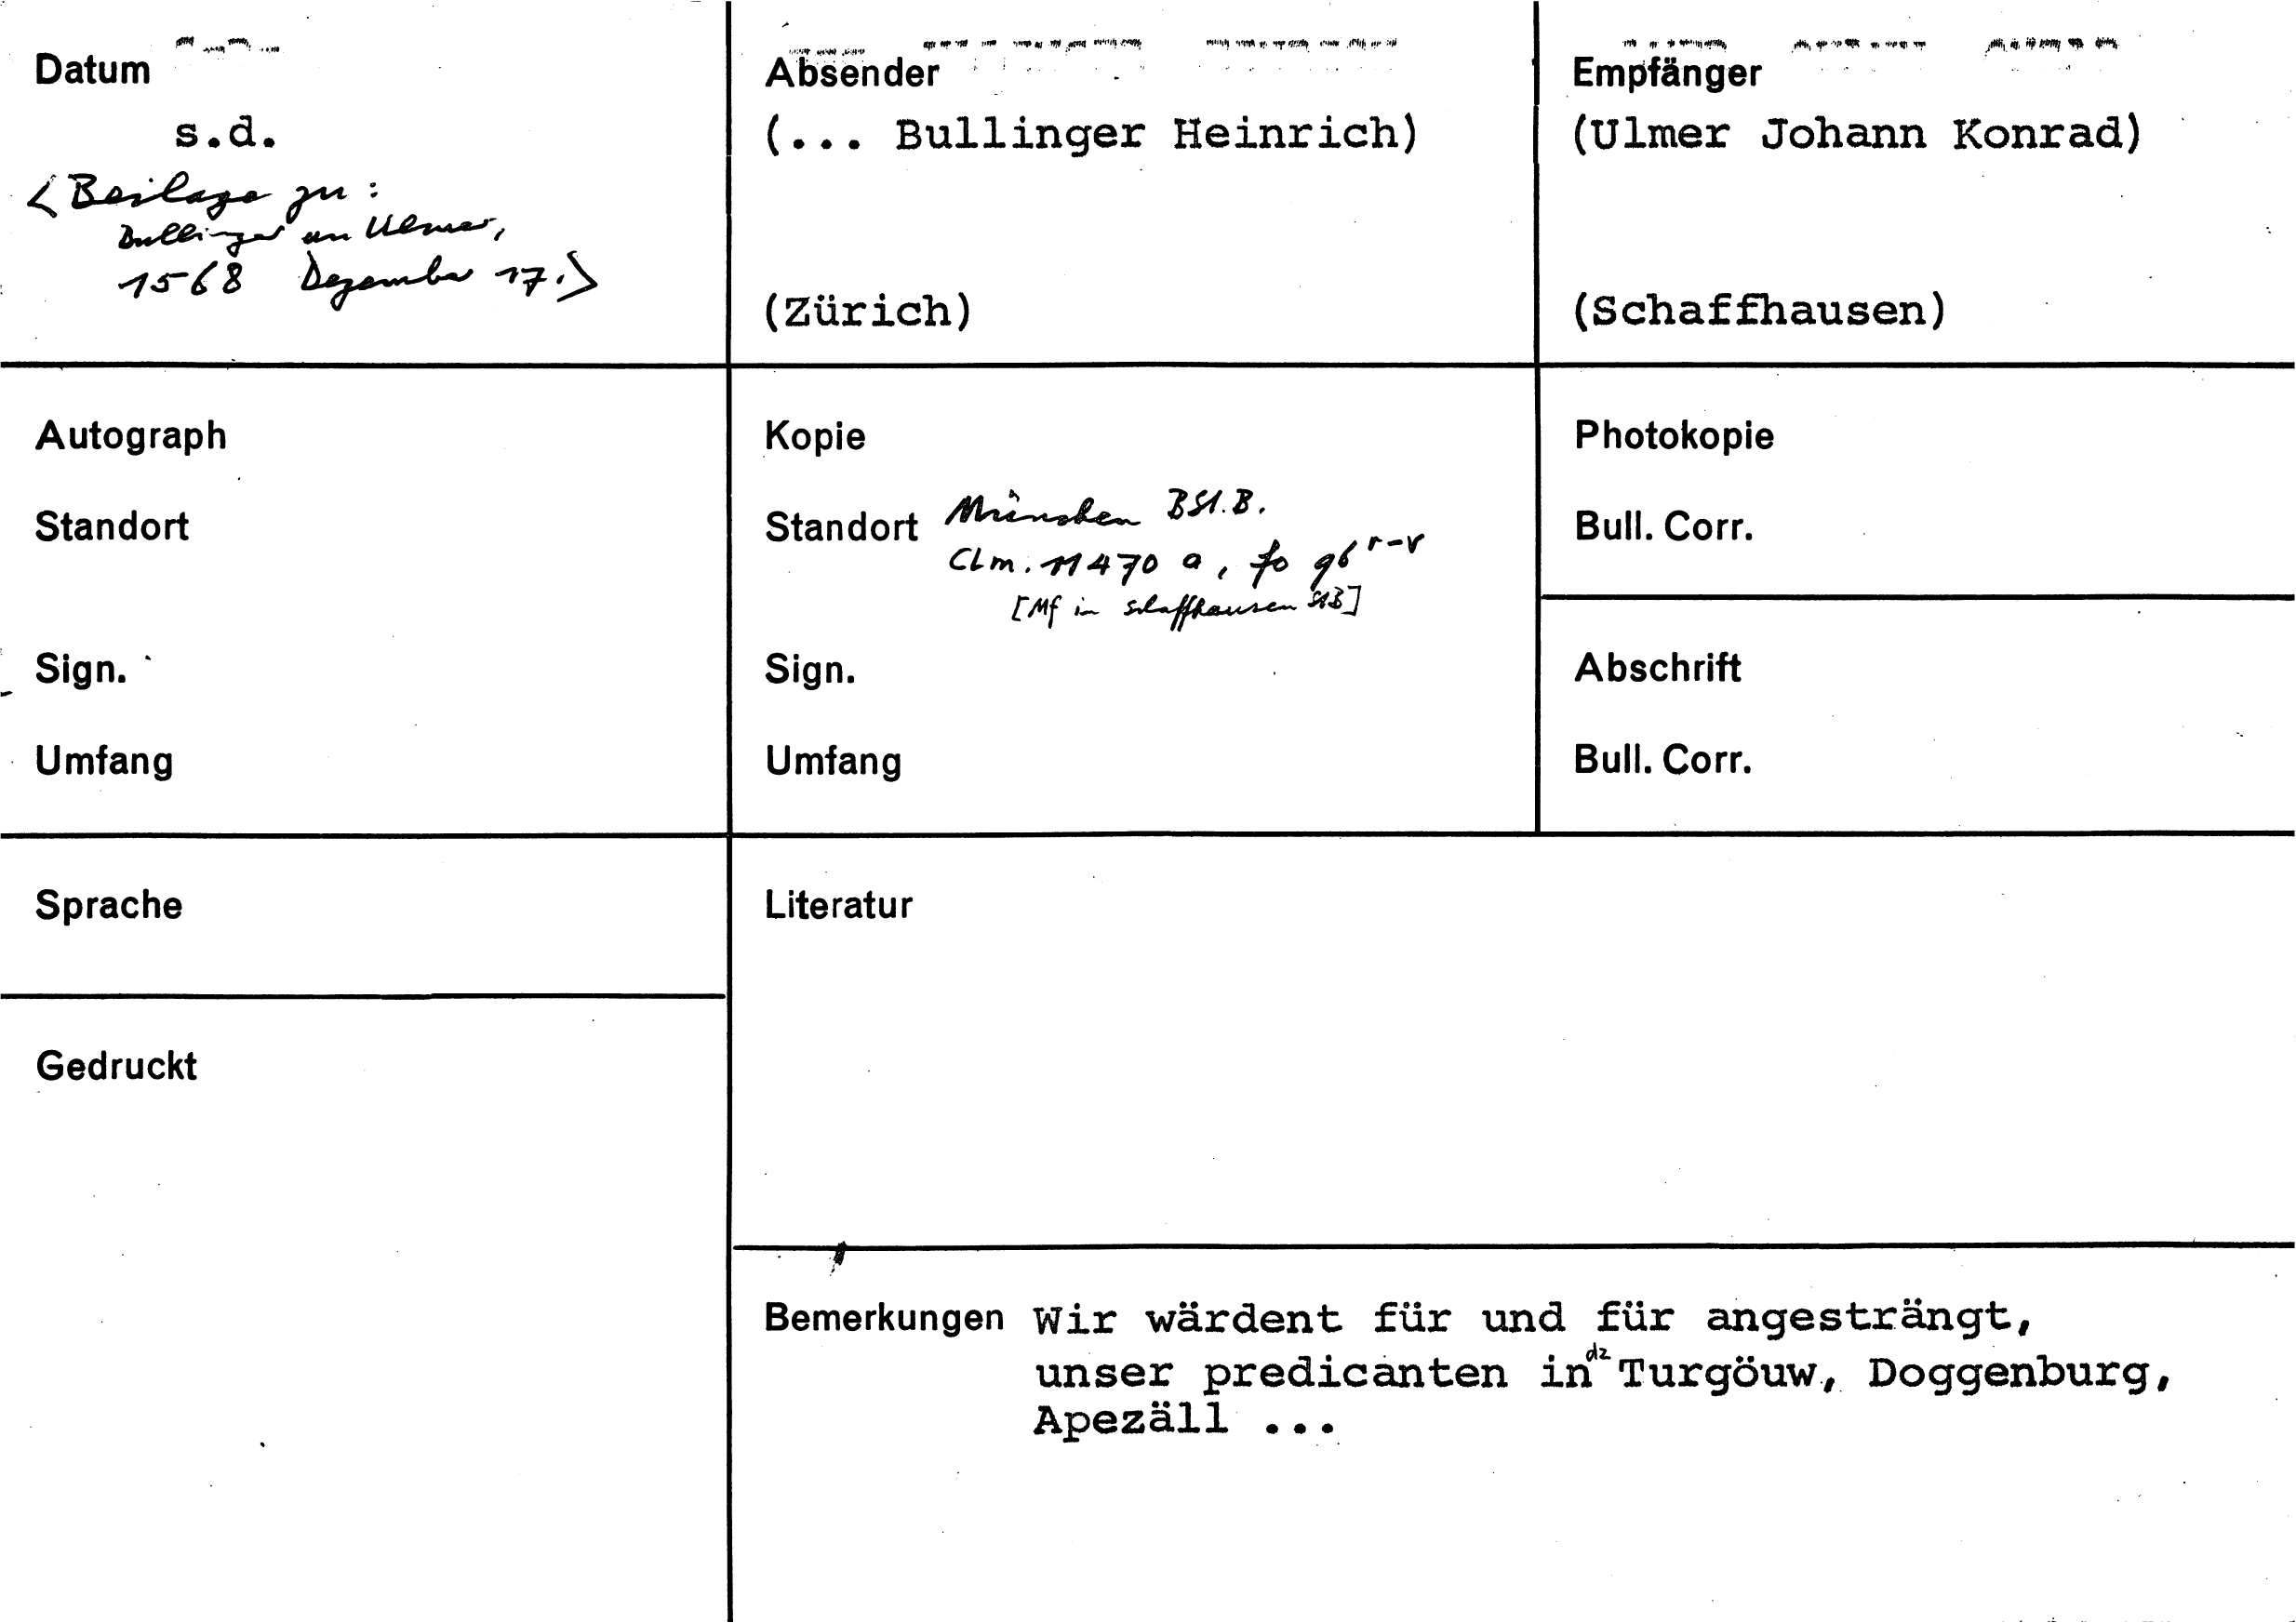 Datum
s.d.
<Beilage zu:
Bullinger an Ulmer,
1568 Dezember 17.>
Absender
(... Bullinger Heinrich)
(Zürich)
Empfänger
(Ulmer Johann Konrad)
(Schaffhausen)
Autograph
Standort
Sign.
Umfang
Kopie
Standort München BSt.B.
Clm. 11470 a, fo 96 r-v
[Mf in Schaffhausen StB]
Sign.
Umfang
Photokopie
Bull. Corr.
Abschrift
Bull. Corr.
Sprache
Gedruckt
Literatur
Bemerkungen Wir wärdent für und für angesträngt,
unser predicanten in dz Turgöuw, Doggenburg,
Apezäll ...